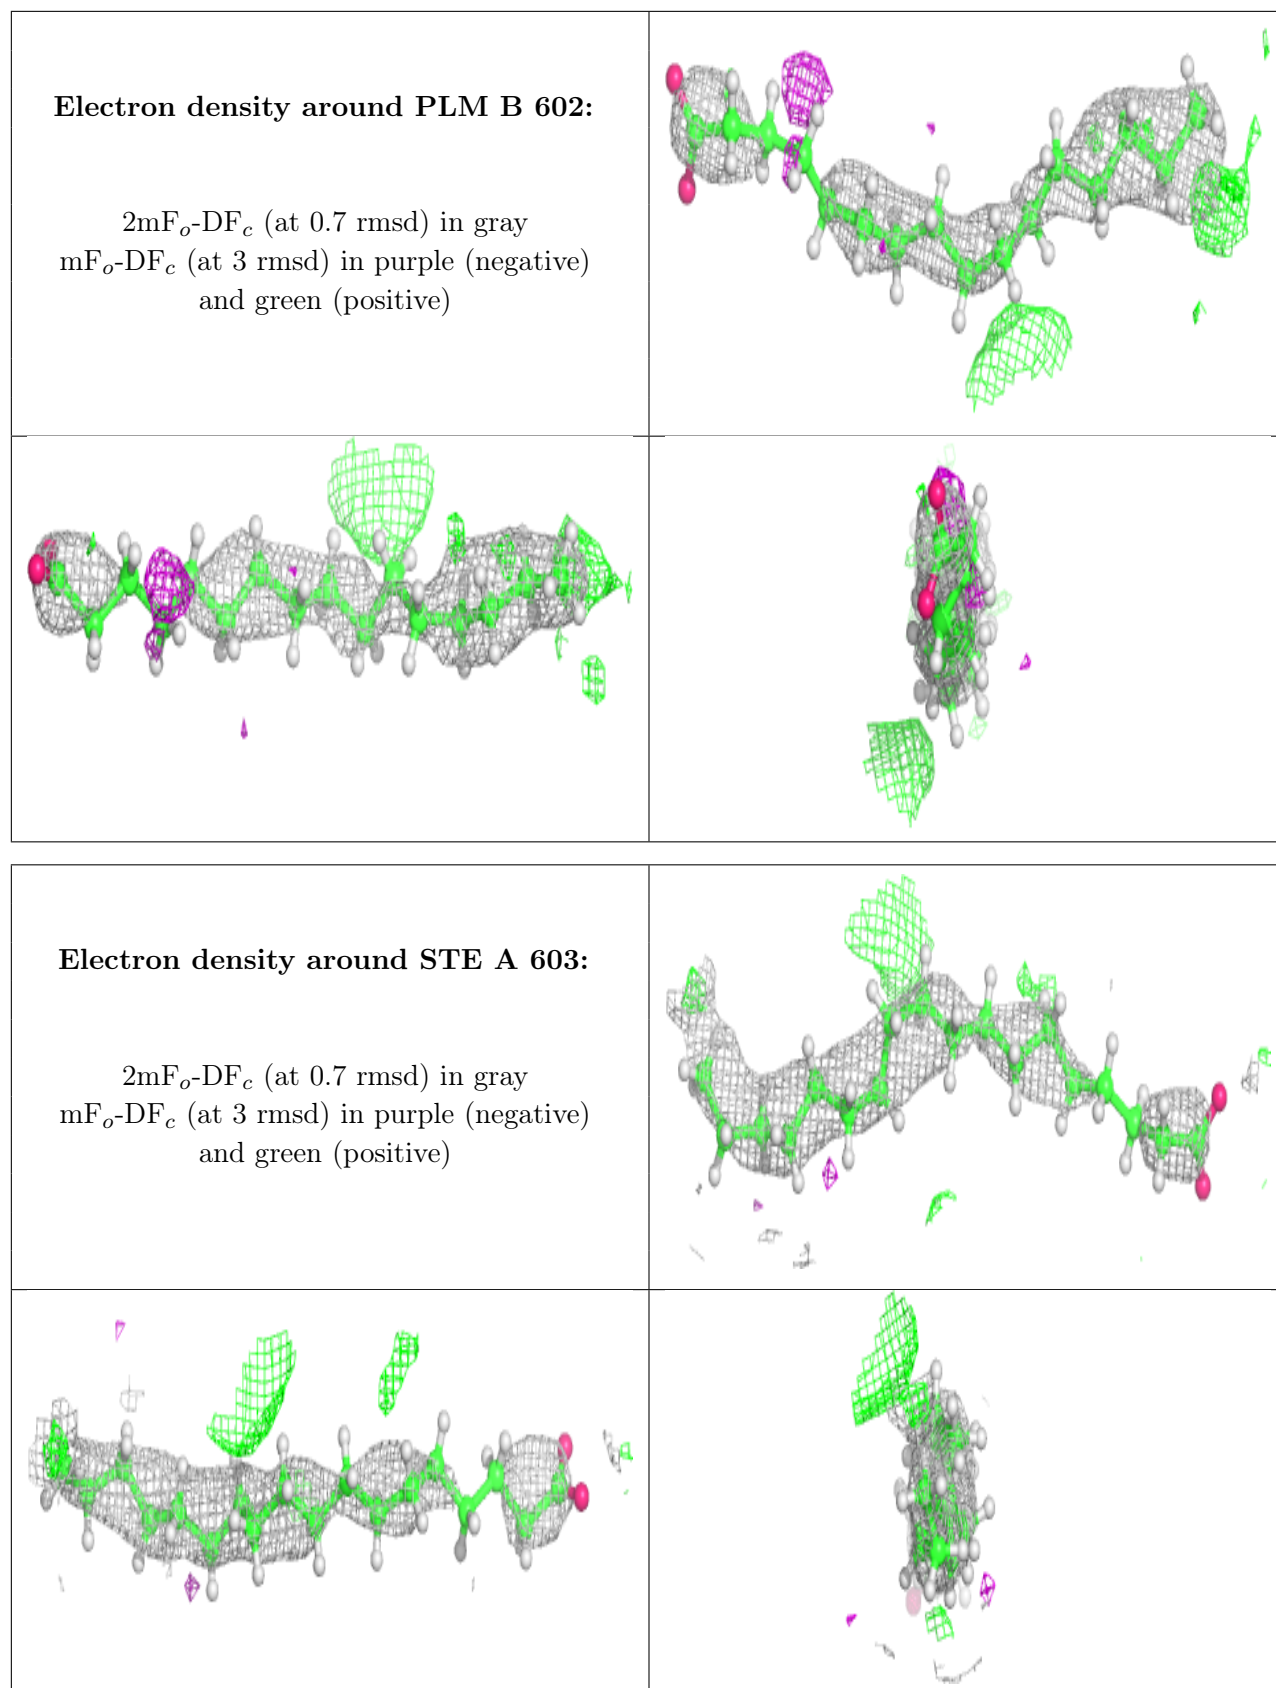 Electron density around PLM B 602:
2mFo-DFc (at 0.7 rmsd) in gray
mFo-DFc (at 3 rmsd) in purple (negative)
and green (positive)
Electron density around STE A 603:
2mFo-DFc (at 0.7 rmsd) in gray
mFo-DFc (at 3 rmsd) in purple (negative)
and green (positive)